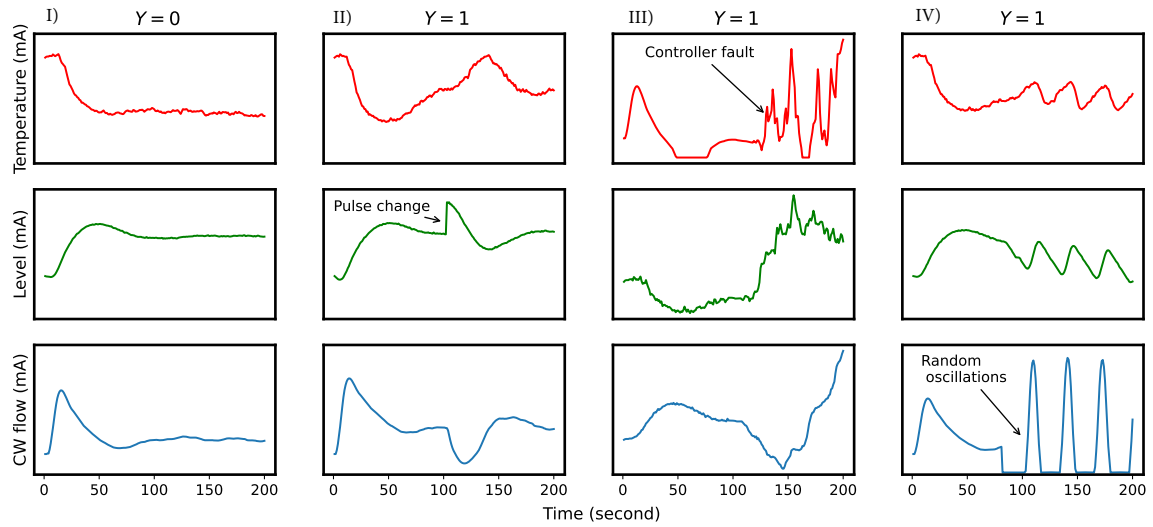 I) Y = 0 II) Y = 1 III) Y = 1 IV) Y = 1
Temperature (mA)
Controller fault
Level (mA)
Pulse change
CW flow (mA)
Random
oscillations
0 50 100 150 200 0 50 100 150 200 0 50 100 150 200 0 50 100 150 200
Time (second)